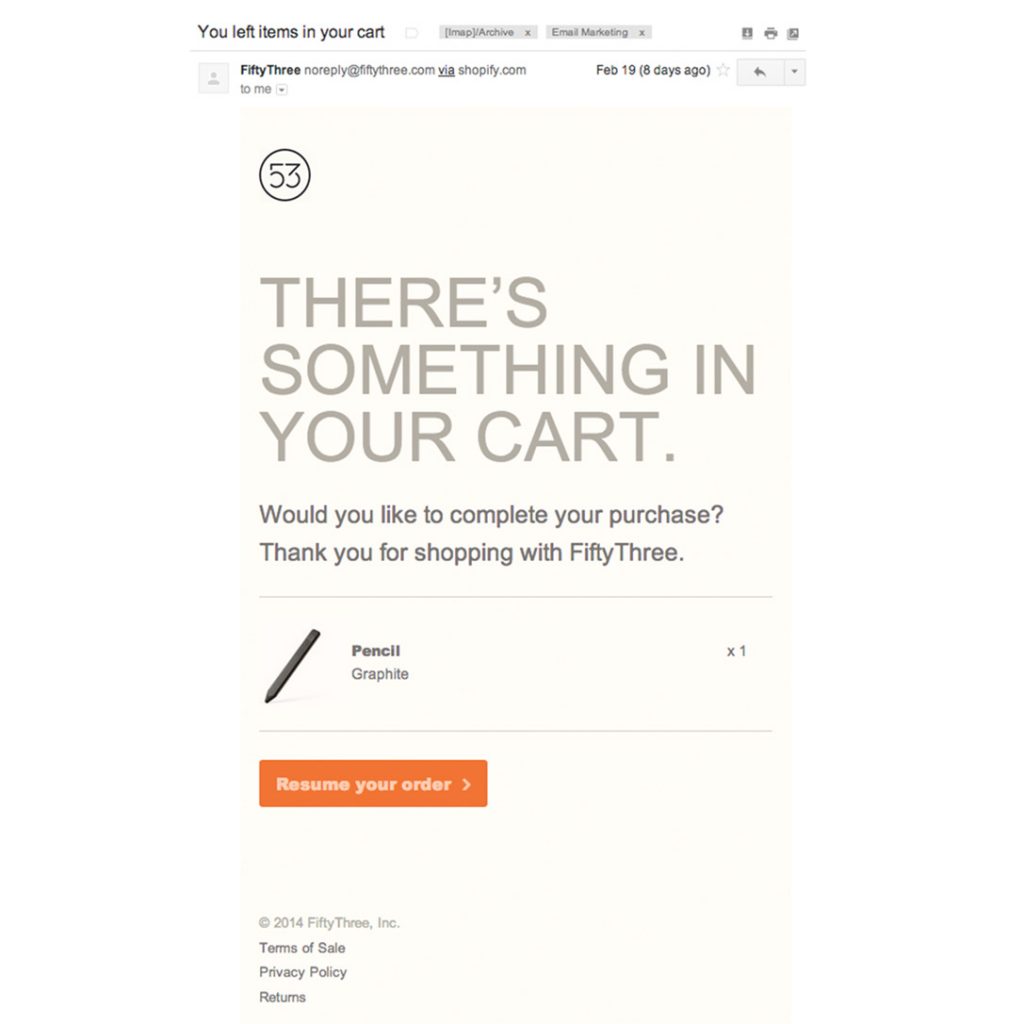 You left items in your cart [Imap]/Archive x Email Marketing x
FiftyThree noreply@fiftythree.com via shopify.com Feb 19 (8 days ago)
to me
53
THERE'S
SOMETHING IN
YOUR CART.
Would you like to complete your purchase?
Thank you for shopping with FiftyThree.
Pencil x 1
Graphite
Resume your order >
© 2014 FiftyThree, Inc.
Terms of Sale
Privacy Policy
Returns